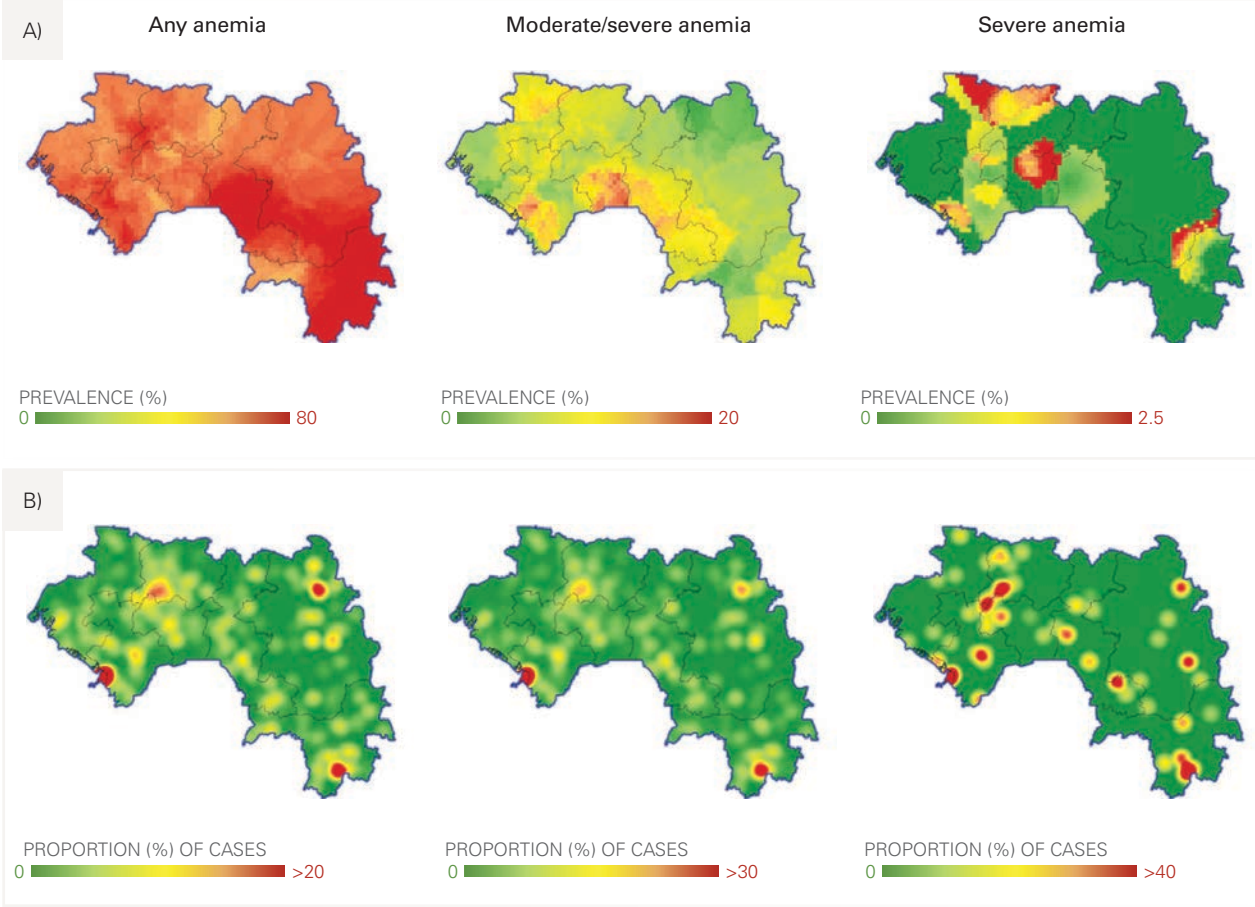 A)
Any anemia
Moderate/severe anemia
Severe anemia
PREVALENCE (%)
0
80
PREVALENCE (%)
0
20
PREVALENCE (%)
0
2.5
B)
PROPORTION (%) OF CASES
0
>20
PROPORTION (%) OF CASES
0
>30
PROPORTION (%) OF CASES
0
>40